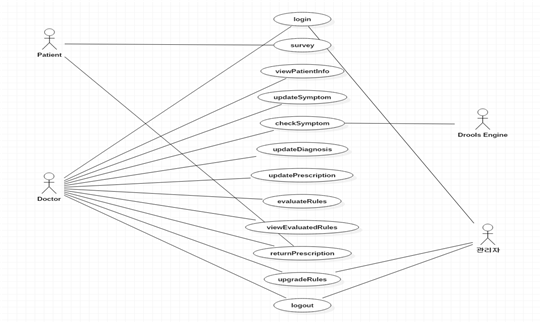 login
survey
Patient
viewPatientInfo
updateSymptom
checkSymptom
Drools Engine
updateDiagnosis
updatePrescription
Doctor
evaluateRules
viewEvaluatedRules
returnPrescription
관리자
upgradeRules
logout